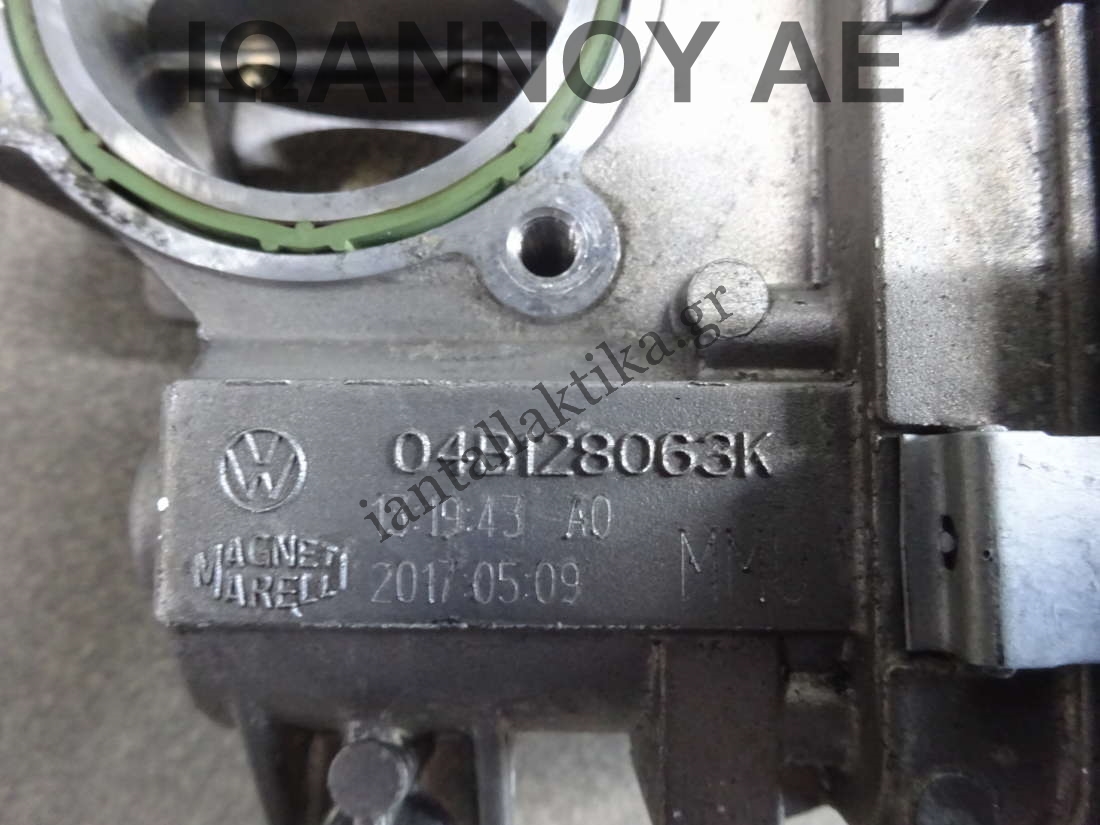 ΙΩΑΝΝΟΥ ΑΕ
iantallaktika.gr
04B128063K
19:43 A0
MAGNETI
MARELLI
2017:05:09